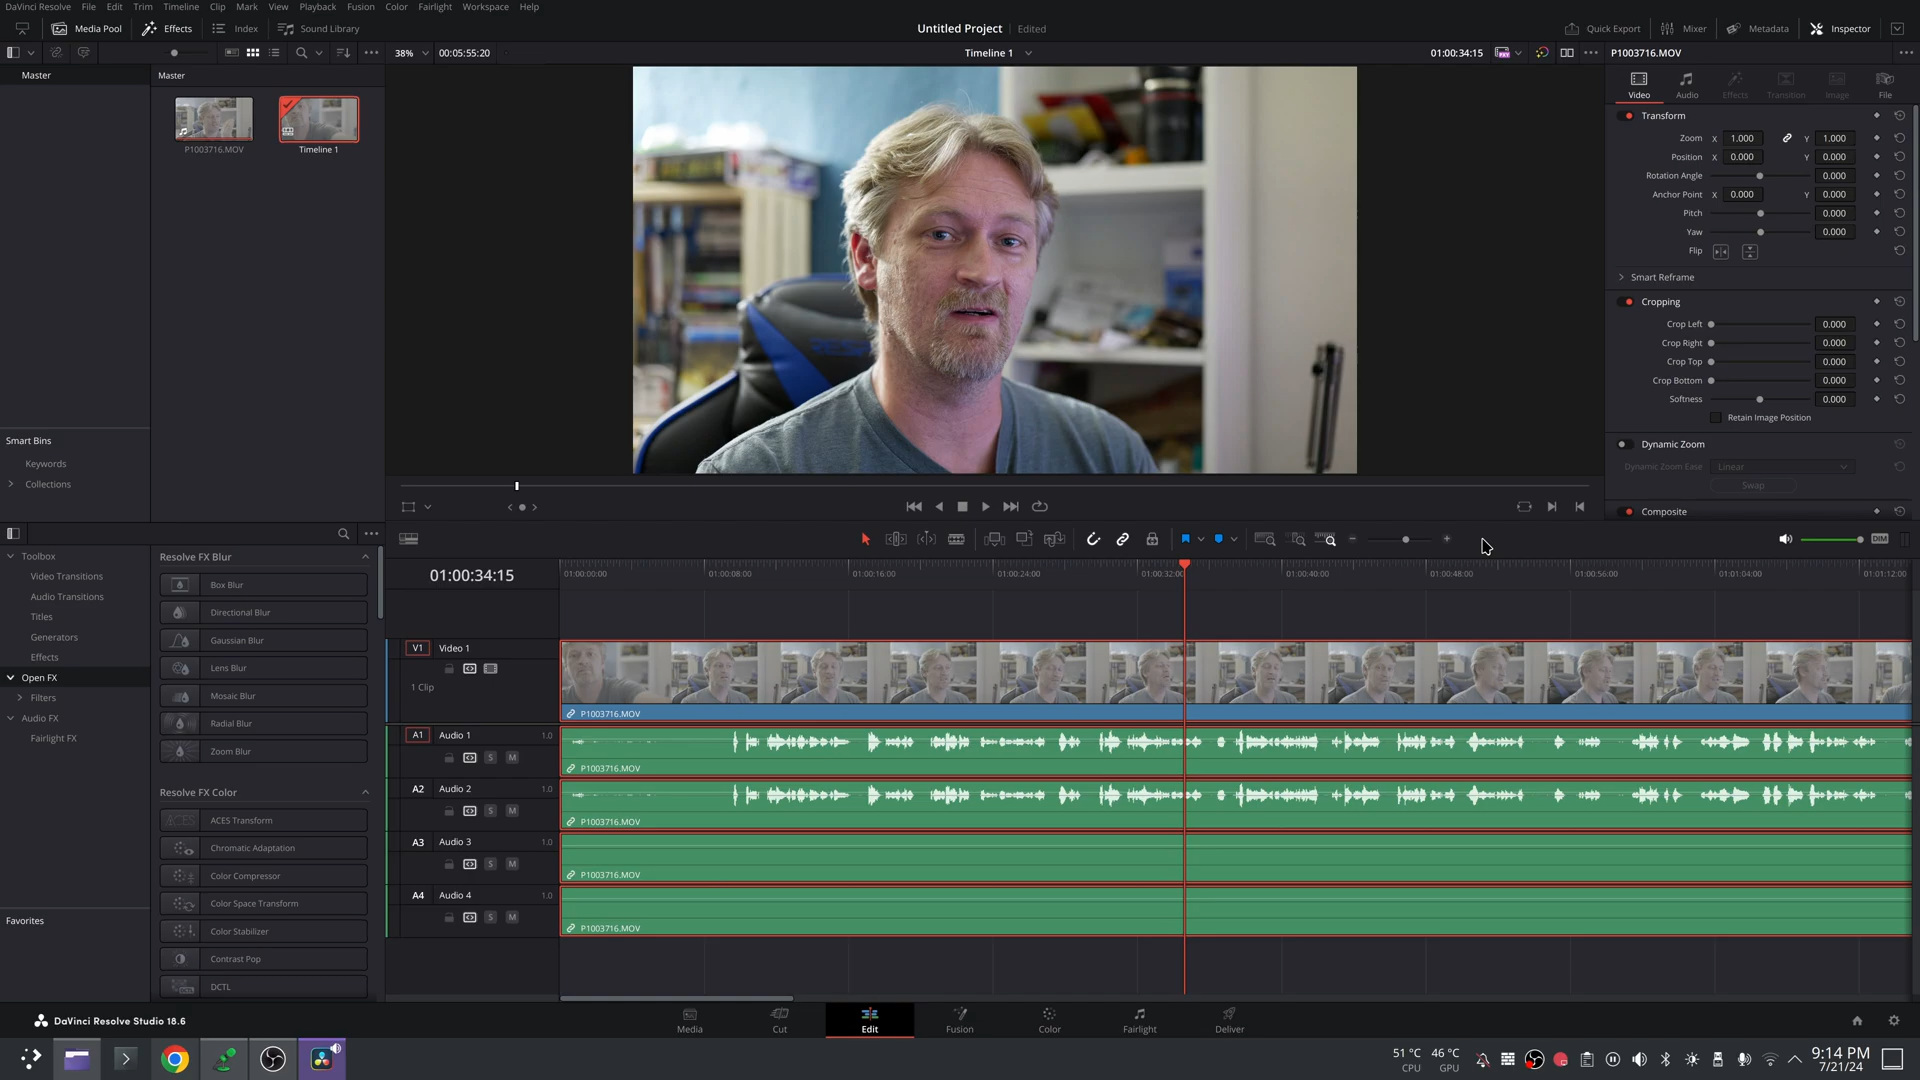 DaVinci Resolve File Edit Trim Timeline Clip Mark View Playback Fusion Color Fairlight Workspace Help
Media Pool Effects Index Sound Library
Untitled Project Edited
Quick Export Mixer Metadata Inspector
38% 00:05:55:20
Timeline 1
01:00:34:15
P1003716.MOV
Master
Master
P1003716.MOV
Timeline 1
Smart Bins
Keywords
Collections
Video Audio Effects Transition Image File
Transform
Zoom X 1.000 Y 1.000
Position X 0.000 Y 0.000
Rotation Angle 0.000
Anchor Point X 0.000 Y 0.000
Pitch 0.000
Yaw 0.000
Flip
Smart Reframe
Cropping
Crop Left 0.000
Crop Right 0.000
Crop Top 0.000
Crop Bottom 0.000
Softness 0.000
Retain Image Position
Dynamic Zoom
Dynamic Zoom Ease Linear
Swap
Composite
DIM
Toolbox
Video Transitions
Audio Transitions
Titles
Generators
Effects
Open FX
Filters
Audio FX
Fairlight FX
Favorites
Resolve FX Blur
Box Blur
Directional Blur
Gaussian Blur
Lens Blur
Mosaic Blur
Radial Blur
Zoom Blur
Resolve FX Color
ACES Transform
Chromatic Adaptation
Color Compressor
Color Space Transform
Color Stabilizer
Contrast Pop
DCTL
01:00:34:15
01:00:00:00 01:00:08:00 01:00:16:00 01:00:24:00 01:00:32:00 01:00:40:00 01:00:48:00 01:00:56:00 01:01:04:00 01:01:12:00
V1 Video 1
1 Clip
P1003716.MOV
A1 Audio 1 1.0
S M
P1003716.MOV
A2 Audio 2 1.0
S M
P1003716.MOV
A3 Audio 3 1.0
S M
P1003716.MOV
A4 Audio 4 1.0
S M
P1003716.MOV
DaVinci Resolve Studio 18.6
Media Cut Edit Fusion Color Fairlight Deliver
51 °C 46 °C
CPU GPU
9:14 PM
7/21/24